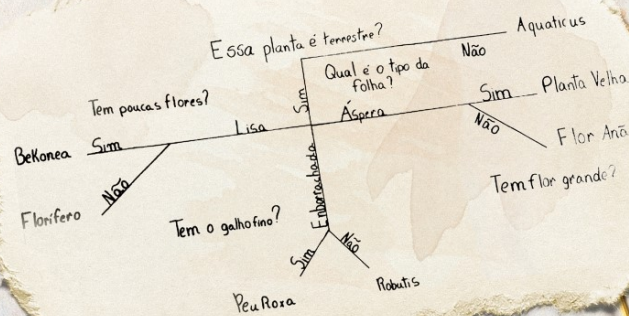 Essa planta é terrestre?
Aquaticus
Não
Sim
Qual é o tipo da
folha?
Tem poucas flores?
Lisa
Áspera
Sim
Planta Velha
Não
Flor Anã
Tem flor grande?
BeKonea
Sim
Não
Florífero
Emborrachada
Tem o galho fino?
Sim
Não
Peu Roxa
Robutis